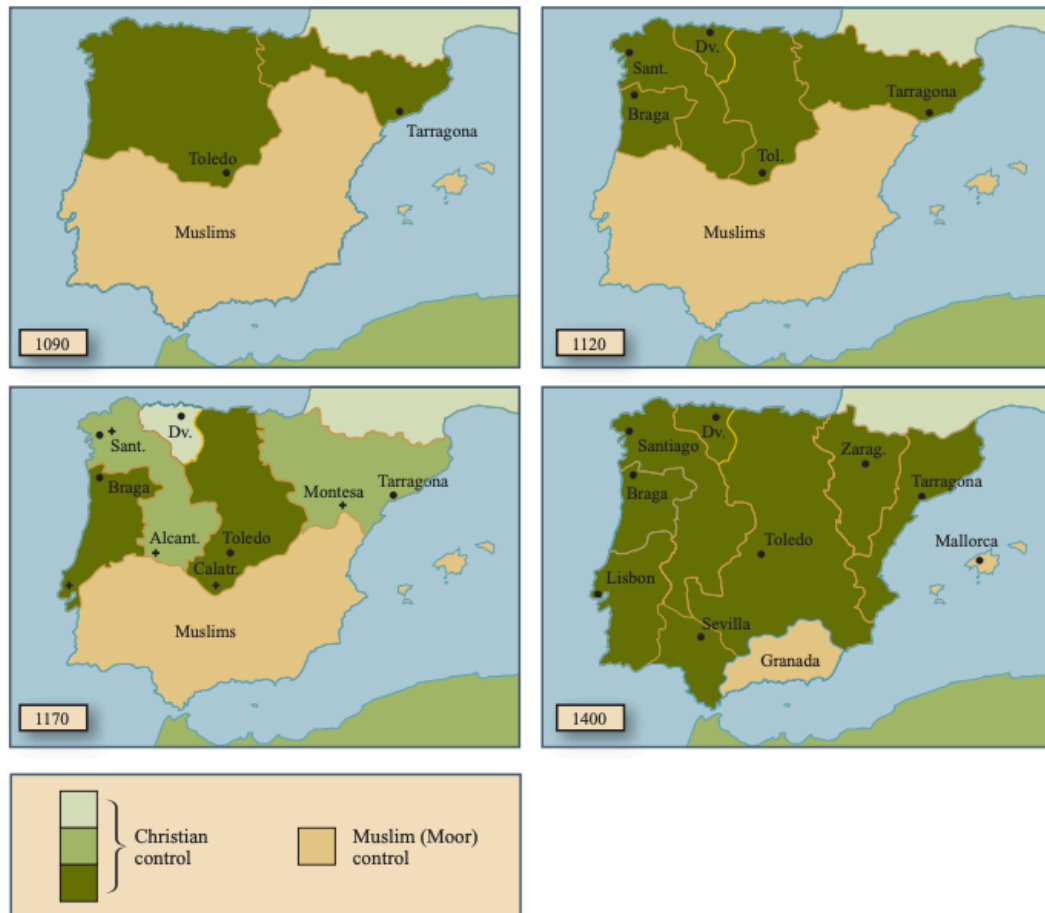 Toledo
Tarragona
Muslims
1090
Dv.
Sant.
Braga
Tarragona
Tol.
Muslims
1120
Dv.
Sant.
Braga
Tarragona
Montesa
Alcant.
Toledo
Calatr.
Muslims
1170
Dv.
Santiago
Zarag.
Braga
Tarragona
Toledo
Mallorca
Lisbon
Sevilla
Granada
1400
Christian
control
Muslim (Moor)
control